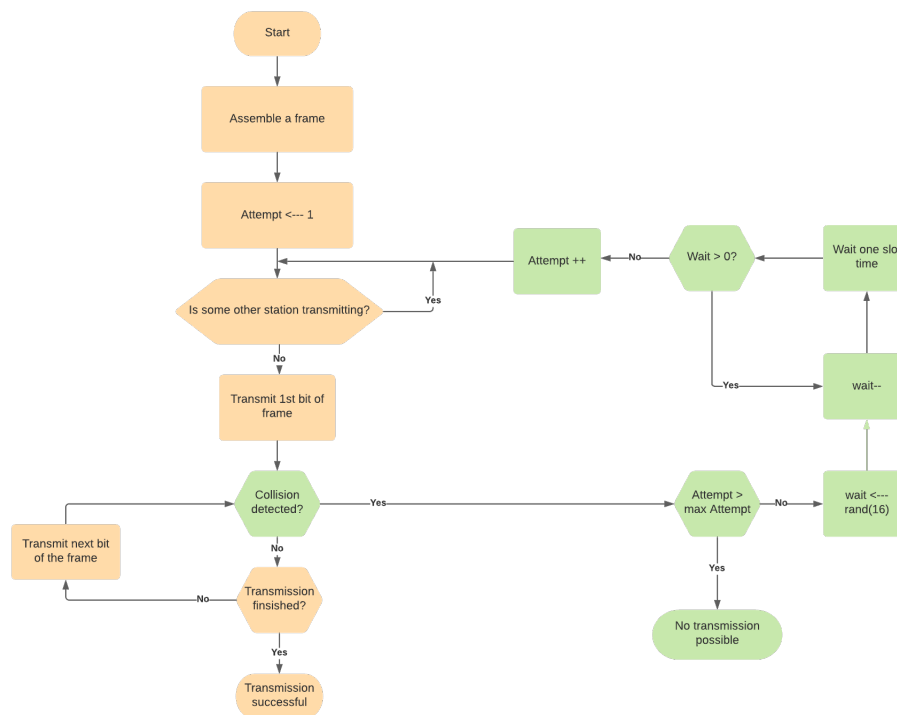 Start
Assemble a frame
Attempt <--- 1
Attempt ++
No
Wait > 0?
Wait one slo
time
Yes
Is some other station transmitting?
No
Yes
wait--
Transmit 1st bit of
frame
Collision
detected?
Yes
Attempt >
max Attempt
No
wait <---
rand(16)
Transmit next bit
of the frame
No
Yes
Transmission
finsished?
No
No transmission
possible
Yes
Transmission
successful